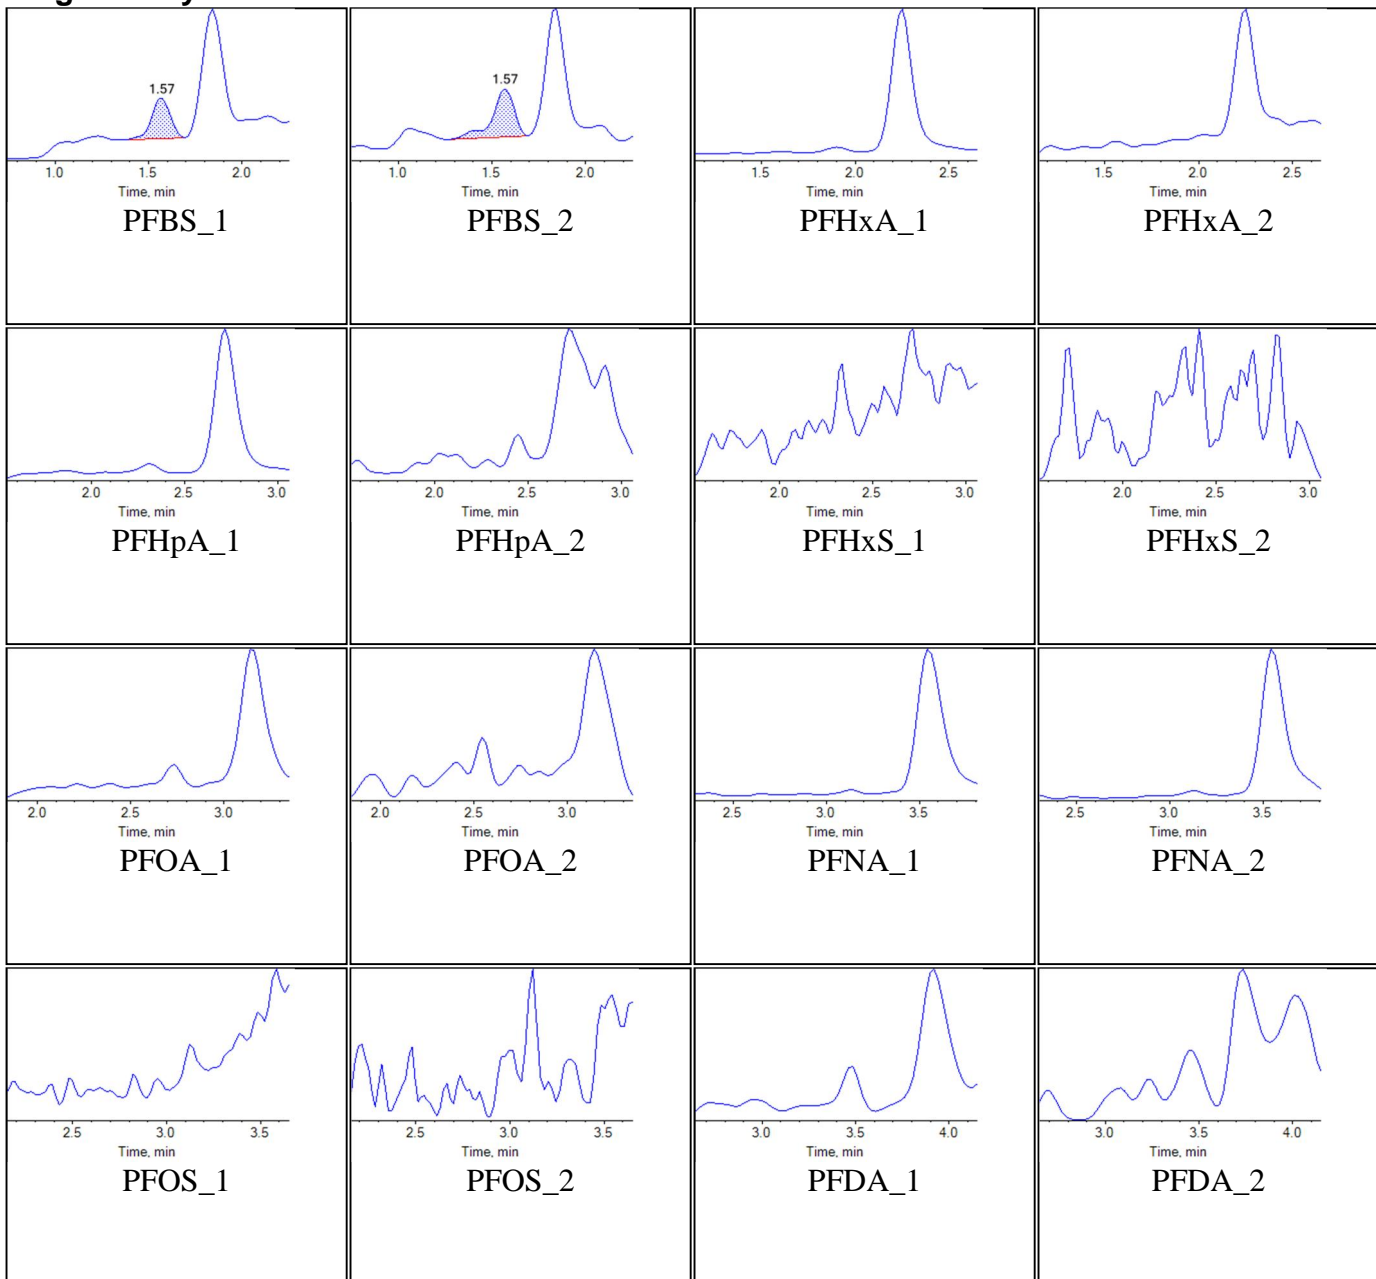 1.57
1.57
1.0 1.5 2.0
1.0 1.5 2.0
1.5 2.0 2.5
1.5 2.0 2.5
Time, min
Time, min
Time, min
Time, min
PFBS_1
PFBS_2
PFHxA_1
PFHxA_2
2.0 2.5 3.0
2.0 2.5 3.0
2.0 2.5 3.0
2.0 2.5 3.0
Time, min
Time, min
Time, min
Time, min
PFHpA_1
PFHpA_2
PFHxS_1
PFHxS_2
2.0 2.5 3.0
2.0 2.5 3.0
2.5 3.0 3.5
2.5 3.0 3.5
Time, min
Time, min
Time, min
Time, min
PFOA_1
PFOA_2
PFNA_1
PFNA_2
2.5 3.0 3.5
2.5 3.0 3.5
3.0 3.5 4.0
3.0 3.5 4.0
Time, min
Time, min
Time, min
Time, min
PFOS_1
PFOS_2
PFDA_1
PFDA_2